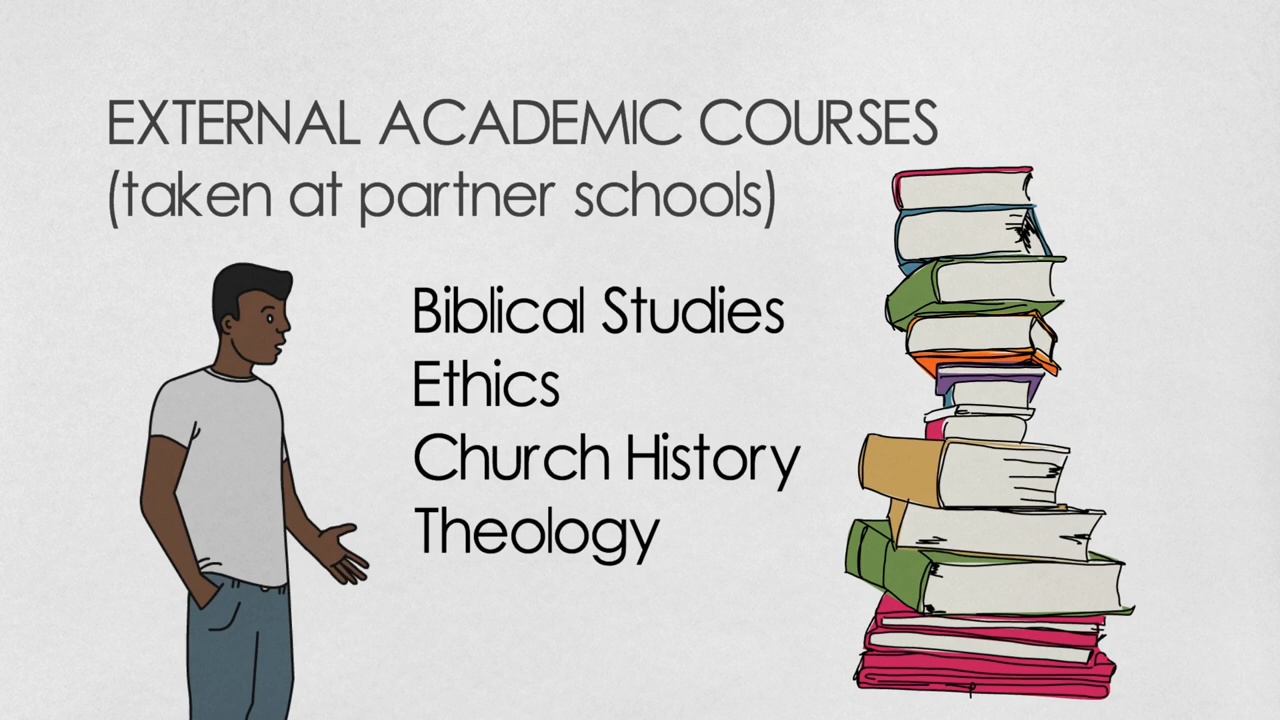 EXTERNAL ACADEMIC COURSES
(taken at partner schools)
Biblical Studies
Ethics
Church History
Theology